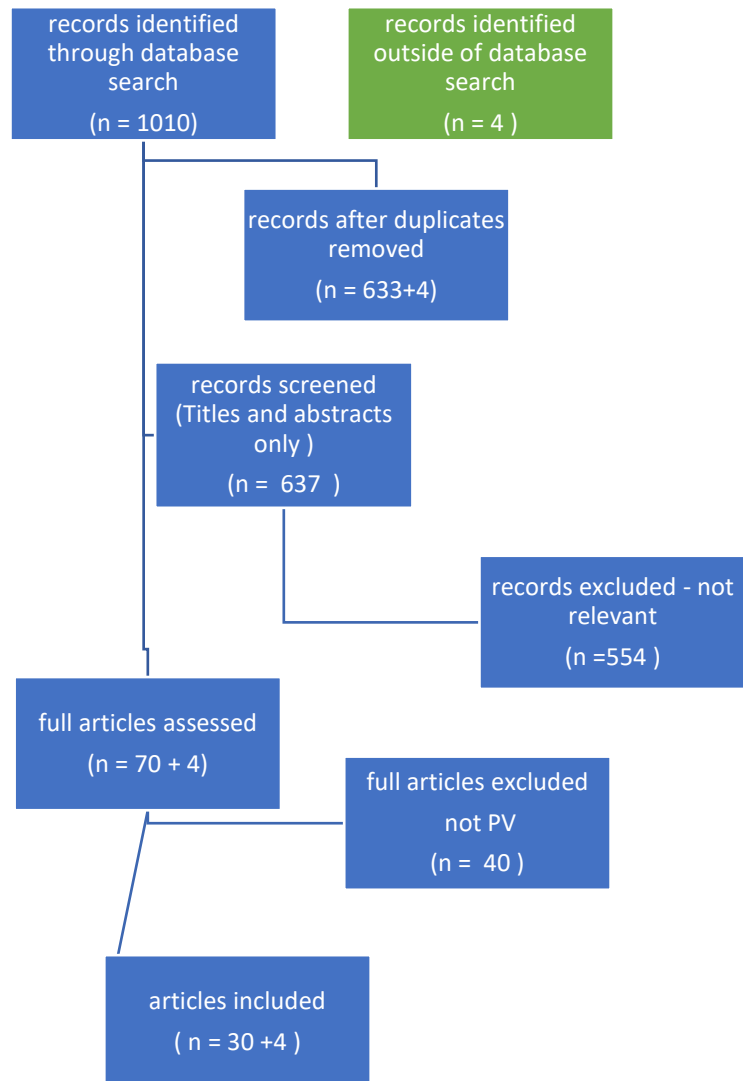 records identified
through database
search
(n = 1010)
records identified
outside of database
search
(n = 4 )
records after duplicates
removed
(n = 633+4)
records screened
(Titles and abstracts
only )
(n =  637  )
records excluded - not
relevant
(n =554 )
full articles assessed
(n = 70 + 4)
full articles excluded
not PV
(n =  40 )
articles included
( n = 30 +4 )